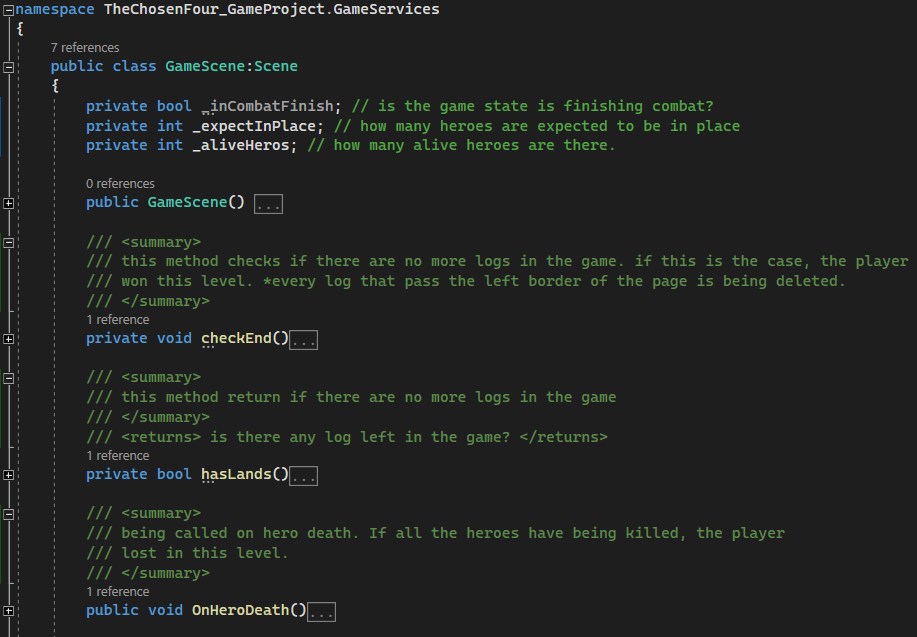 namespace TheChosenFour_GameProject.GameServices
{
7 references
public class GameScene:Scene
{
private bool _inCombatFinish; // is the game state is finishing combat?
private int _expectInPlace; // how many heroes are expected to be in place
private int _aliveHeros; // how many alive heroes are there.
0 references
public GameScene() ...
/// <summary>
/// this method checks if there are no more logs in the game. if this is the case, the player
/// won this level. *every log that pass the left border of the page is being deleted.
/// </summary>
1 reference
private void checkEnd()...
/// <summary>
/// this method return if there are no more logs in the game
/// </summary>
/// <returns> is there any log left in the game? </returns>
1 reference
private bool hasLands()...
/// <summary>
/// being called on hero death. If all the heroes have being killed, the player
/// lost in this level.
/// </summary>
1 reference
public void OnHeroDeath()...